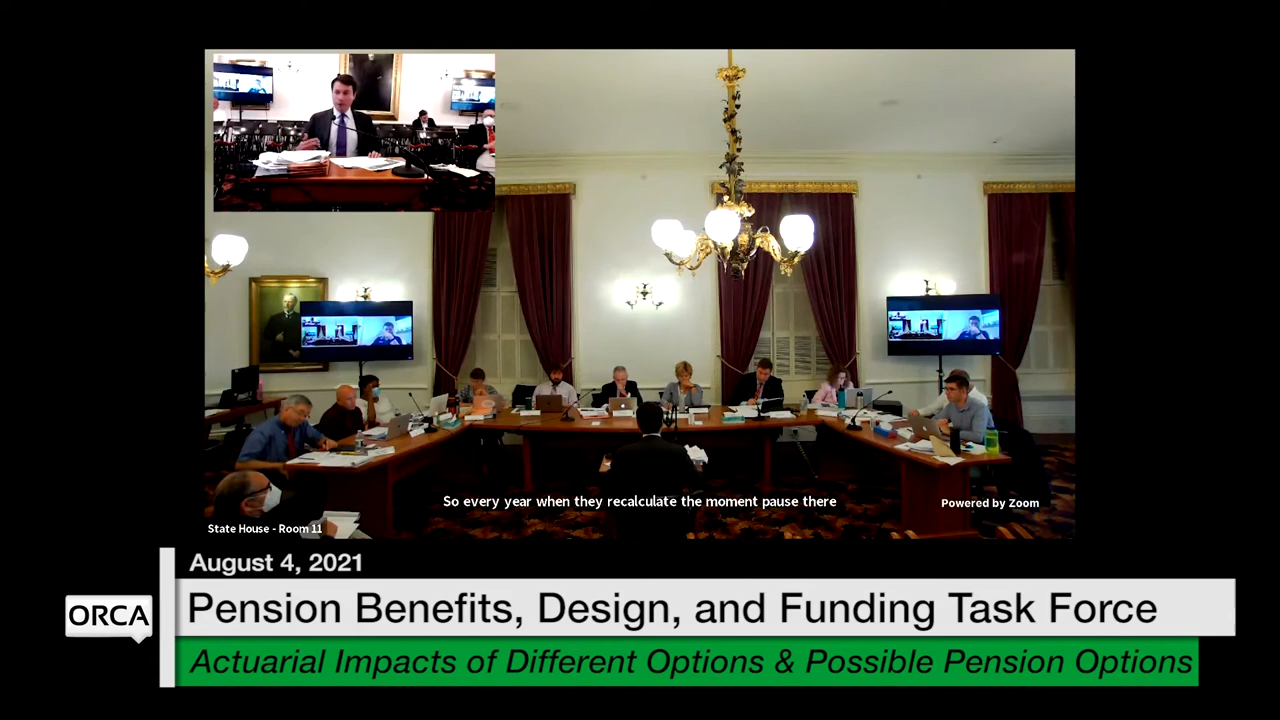 So every year when they recalculate the moment pause there
Powered by Zoom
State House - Room 11
August 4, 2021
ORCA
Pension Benefits, Design, and Funding Task Force
Actuarial Impacts of Different Options & Possible Pension Options